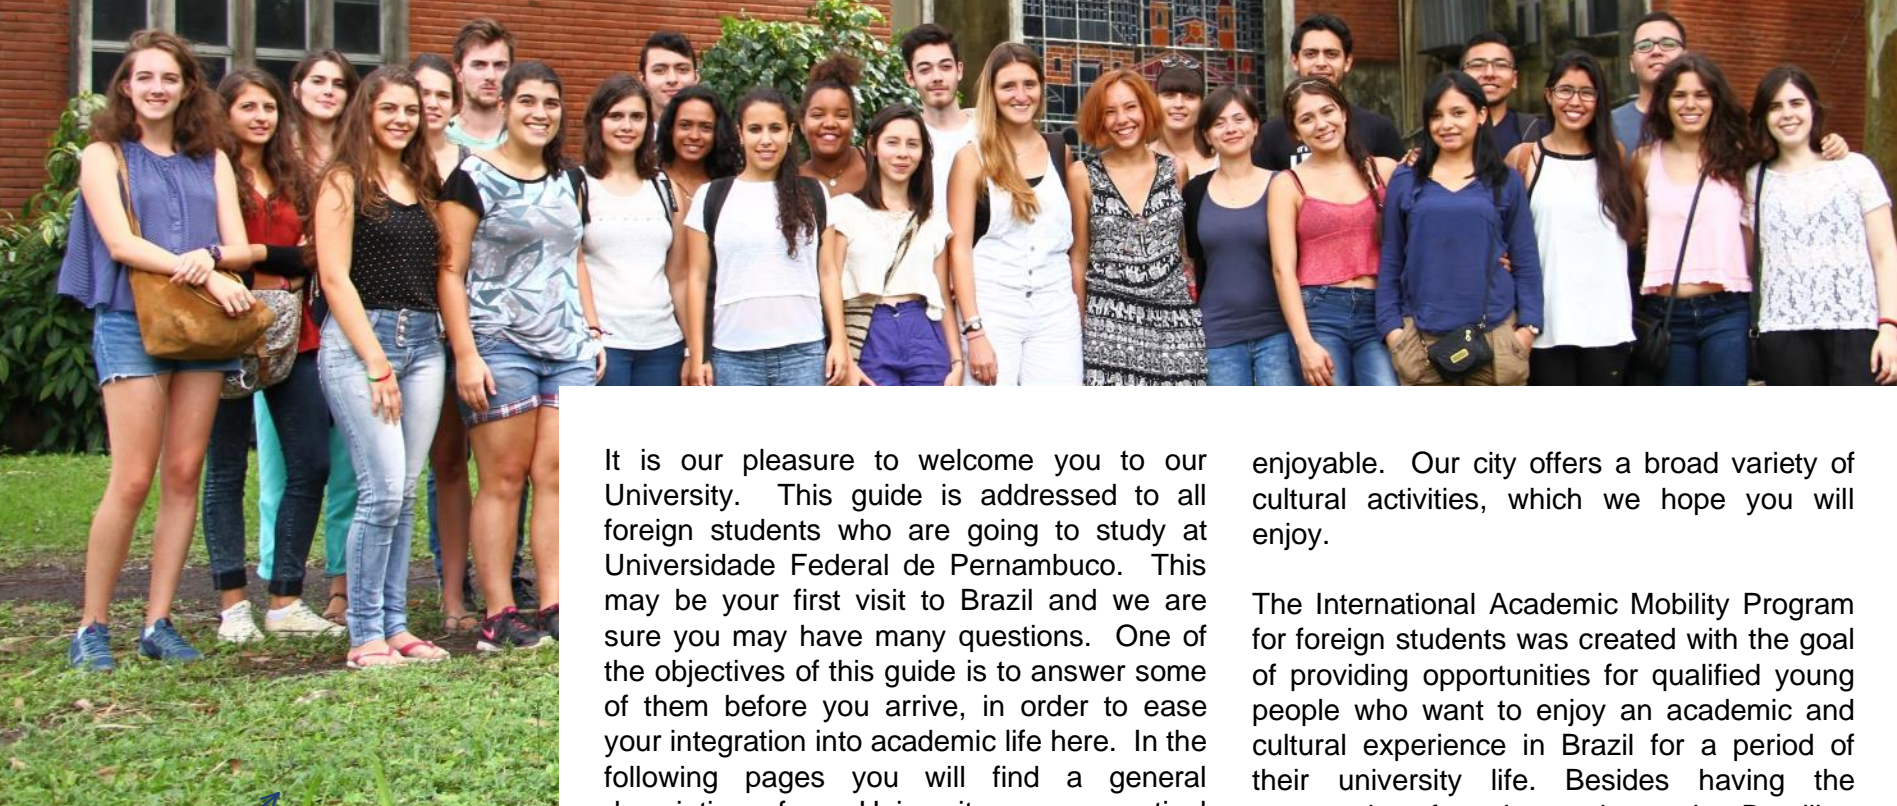 It is our pleasure to welcome you to our
University. This guide is addressed to all
foreign students who are going to study at
Universidade Federal de Pernambuco. This
may be your first visit to Brazil and we are
sure you may have many questions. One of
the objectives of this guide is to answer some
of them before you arrive, in order to ease
your integration into academic life here. In the
following pages you will find a general
enjoyable. Our city offers a broad variety of
cultural activities, which we hope you will
enjoy.
The International Academic Mobility Program
for foreign students was created with the goal
of providing opportunities for qualified young
people who want to enjoy an academic and
cultural experience in Brazil for a period of
their university life. Besides having the